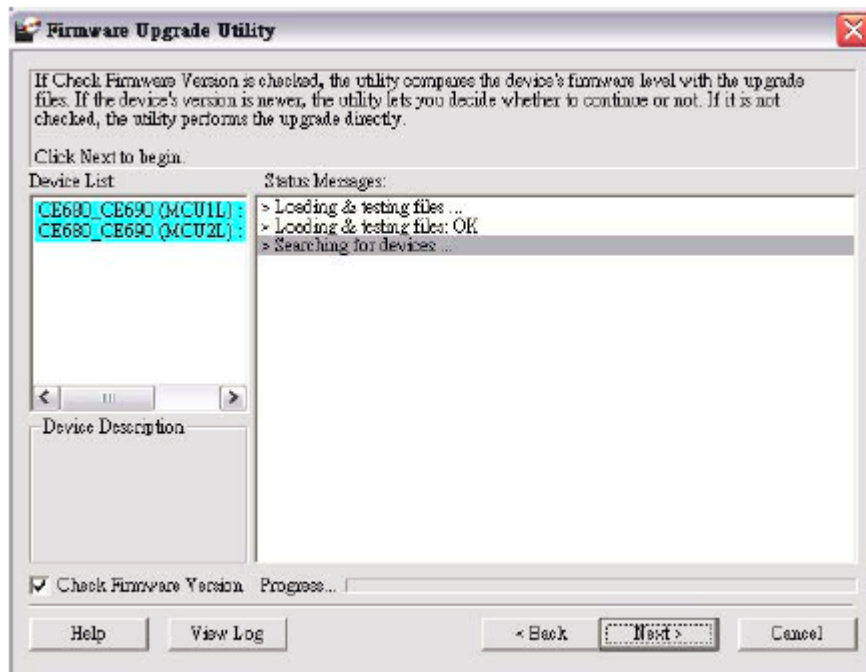 Firmware Upgrade Utility
If Check Firmware Version is checked, the utility compares the device's firmware level with the upgrade
files. If the device's version is newer, the utility lets you decide whether to continue or not. If it is not
checked, the utility performs the upgrade directly.
Click Next to begin.
Device List
Status Messages:
CE680_CE690 (MCU1L) :
CE680_CE690 (MCU2L) :
> Loading & testing files ...
> Loading & testing files: OK
> Searching for devices ...
Device Description
Check Firmware Version
Progress...
Help
View Log
< Back
Next >
Cancel